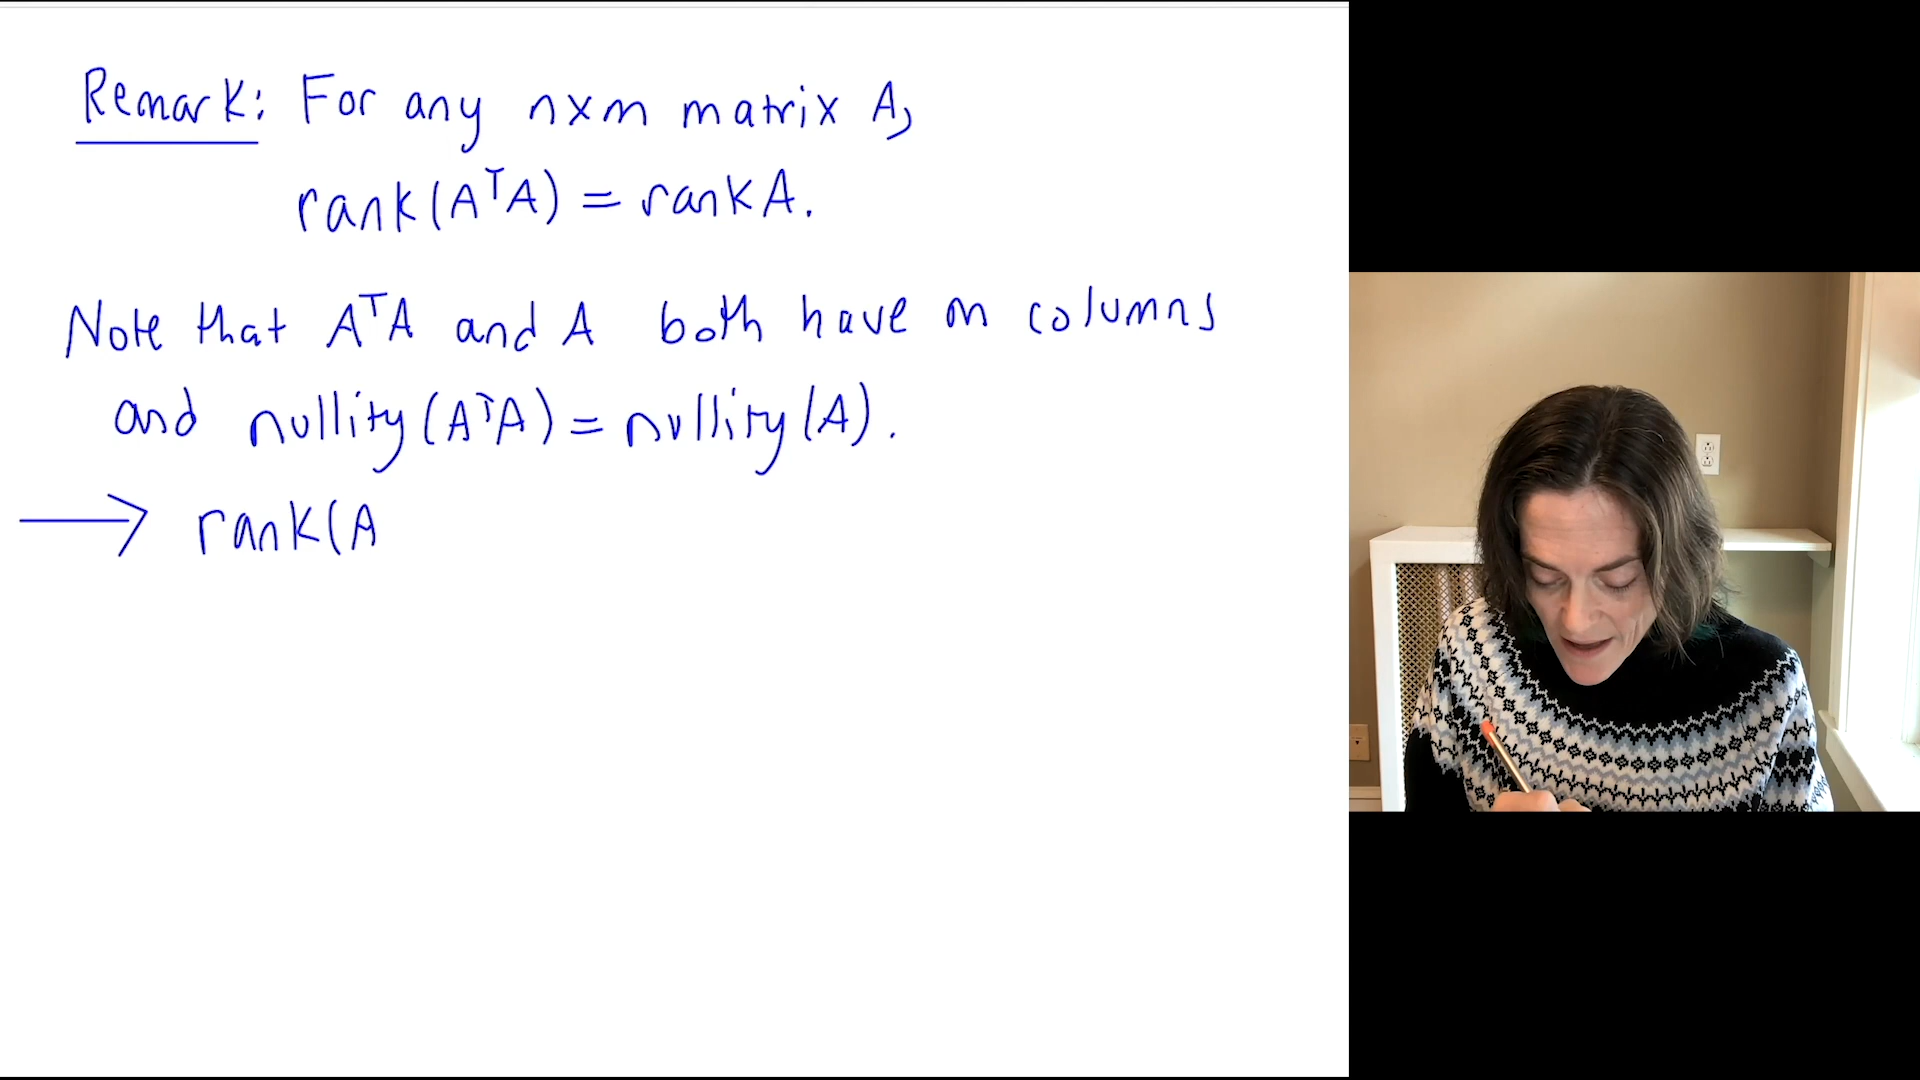 Remark: For any n×m matrix A,
rank(AᵀA) = rank A.
Note that AᵀA and A both have m columns
and nullity(AᵀA) = nullity(A).
→ rank(A